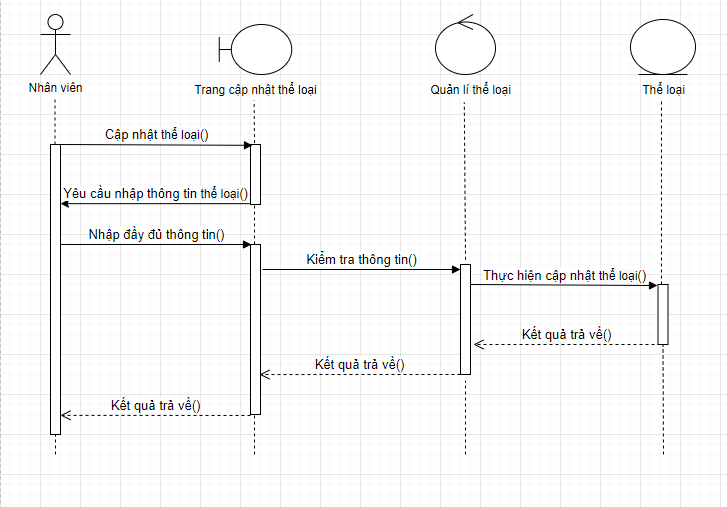 Nhân viên
Trang cập nhật thể loại
Quản lí thể loại
Thể loại
Cập nhật thể loại()
Yêu cầu nhập thông tin thể loại()
Nhập đầy đủ thông tin()
Kiểm tra thông tin()
Thực hiện cập nhật thể loại()
Kết quả trả về()
Kết quả trả về()
Kết quả trả về()